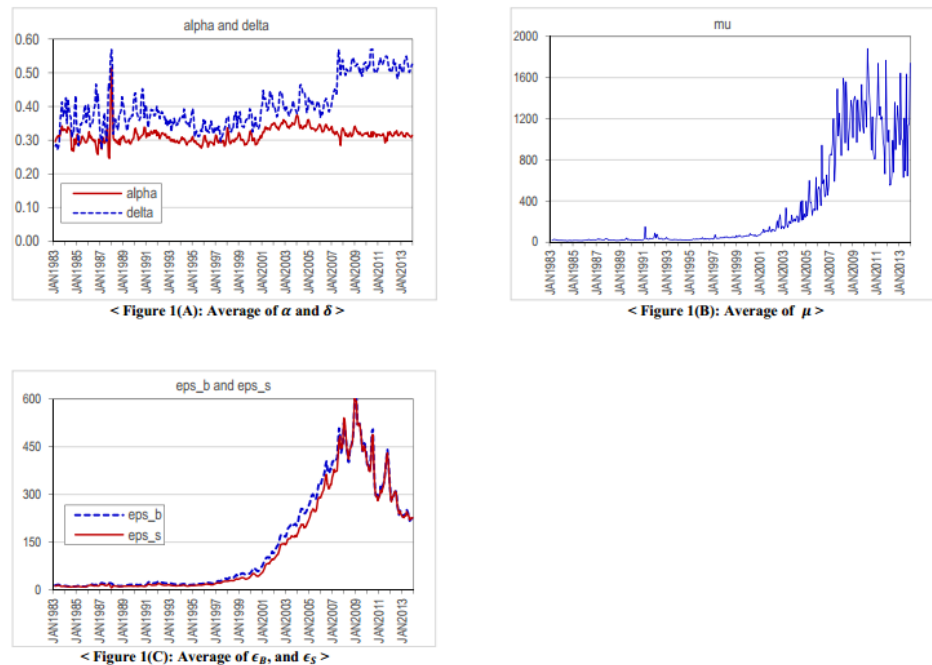 alpha and delta
0.60
0.50
0.40
0.30
0.20
0.10
0.00
alpha
delta
JAN1983
JAN1985
JAN1987
JAN1989
JAN1991
JAN1993
JAN1995
JAN1997
JAN1999
JAN2001
JAN2003
JAN2005
JAN2007
JAN2009
JAN2011
JAN2013
< Figure 1(A): Average of α and δ >
mu
2000
1600
1200
800
400
0
JAN1983
JAN1985
JAN1987
JAN1989
JAN1991
JAN1993
JAN1995
JAN1997
JAN1999
JAN2001
JAN2003
JAN2005
JAN2007
JAN2009
JAN2011
JAN2013
< Figure 1(B): Average of μ >
eps_b and eps_s
600
450
300
150
0
eps_b
eps_s
JAN1983
JAN1985
JAN1987
JAN1989
JAN1991
JAN1993
JAN1995
JAN1997
JAN1999
JAN2001
JAN2003
JAN2005
JAN2007
JAN2009
JAN2011
JAN2013
< Figure 1(C): Average of ϵB, and ϵS >